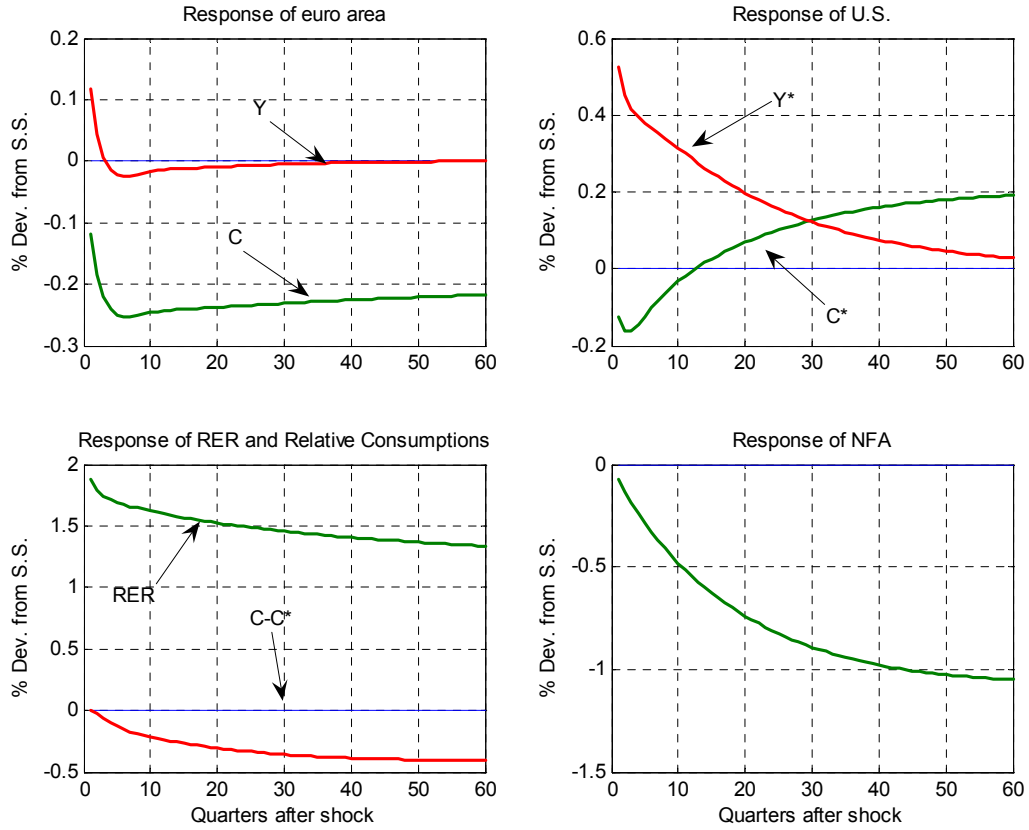 Response of euro area
% Dev. from S.S.
0.2
0.1
0
-0.1
-0.2
-0.3
Y
C
0 10 20 30 40 50 60
Response of U.S.
% Dev. from S.S.
0.6
0.4
0.2
0
-0.2
Y*
C*
0 10 20 30 40 50 60
Response of RER and Relative Consumptions
% Dev. from S.S.
2
1.5
1
0.5
0
-0.5
RER
C-C*
0 10 20 30 40 50 60
Quarters after shock
Response of NFA
% Dev. from S.S.
0
-0.5
-1
-1.5
0 10 20 30 40 50 60
Quarters after shock